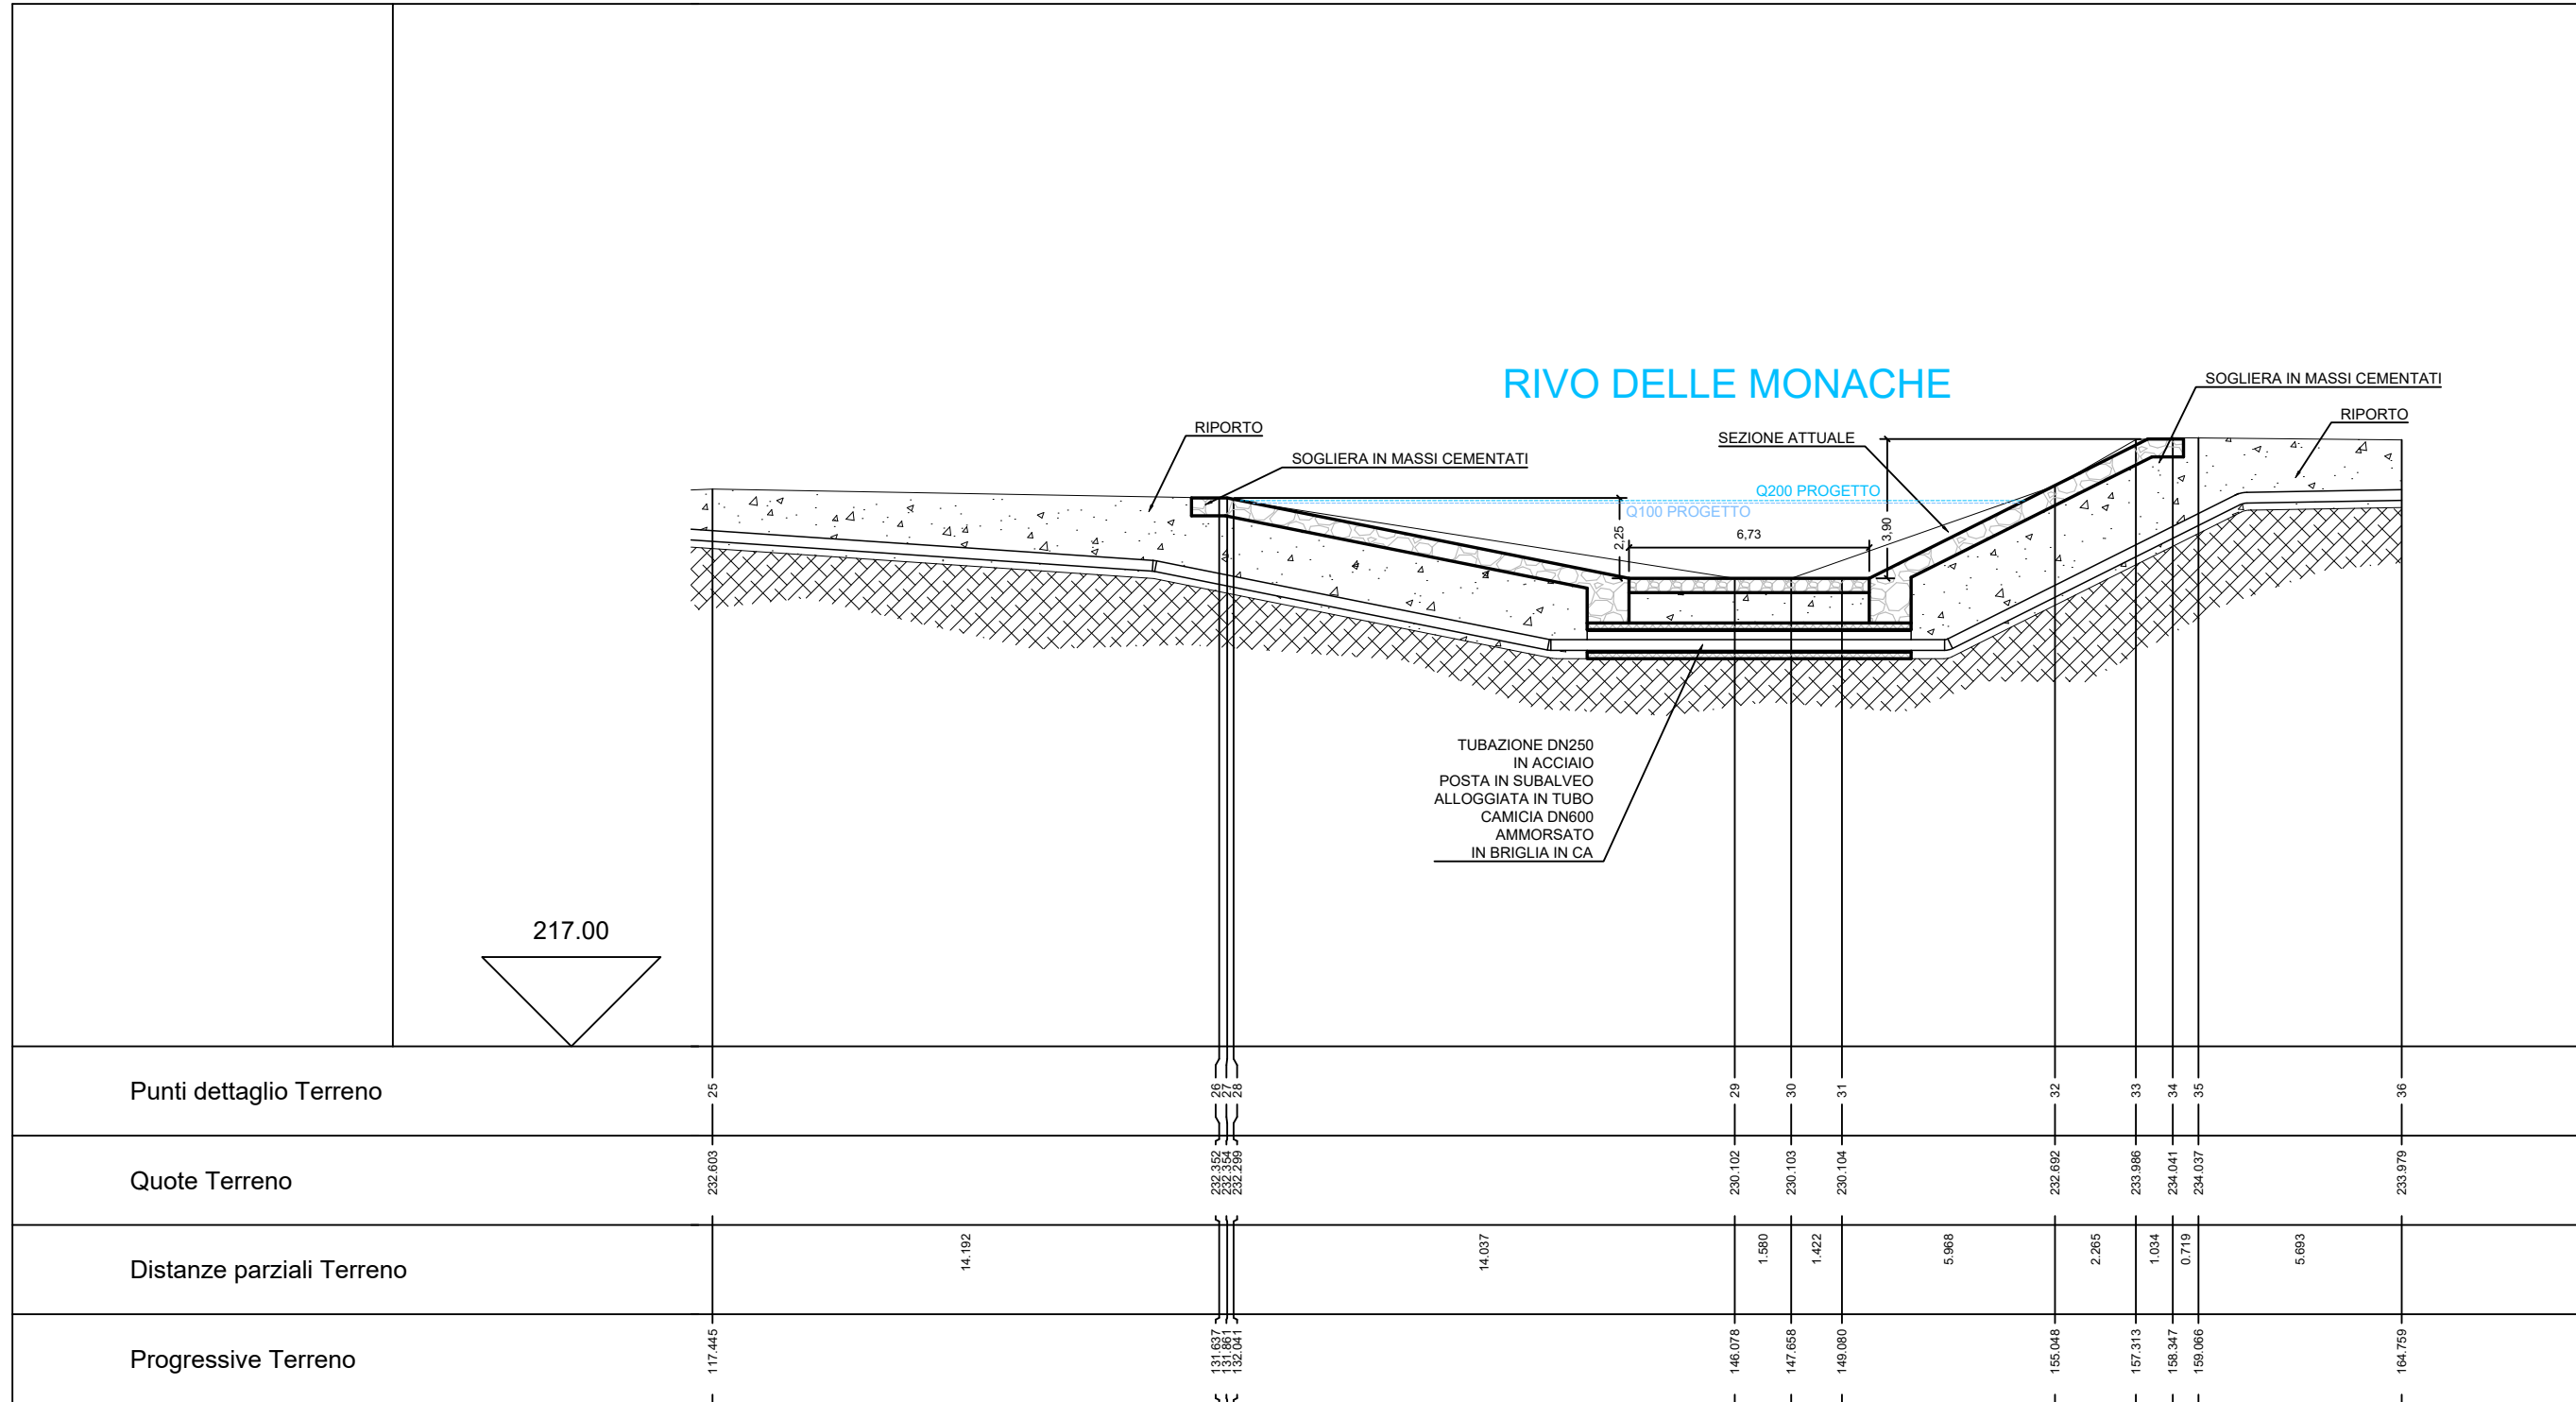 RIVO DELLE MONACHE
SOGLIERA IN MASSI CEMENTATI
RIPORTO
RIPORTO
SEZIONE ATTUALE
SOGLIERA IN MASSI CEMENTATI
Q200 PROGETTO
Q100 PROGETTO
2,25
6,73
3,90
TUBAZIONE DN250
IN ACCIAIO
POSTA IN SUBALVEO
ALLOGGIATA IN TUBO
CAMICIA DN600
AMMORSATO
IN BRIGLIA IN CA
217.00
Punti dettaglio Terreno
25 26 27 28 29 30 31 32 33 34 35 36
Quote Terreno
232.603 232.352 232.354 232.299 230.102 230.103 230.104 232.692 233.986 234.041 234.037 233.979
Distanze parziali Terreno
14.192 14.037 1.580 1.422 5.968 2.265 1.034 0.719 5.693
Progressive Terreno
117.445 131.637 131.861 132.041 146.078 147.658 149.080 155.048 157.313 158.347 159.066 164.759